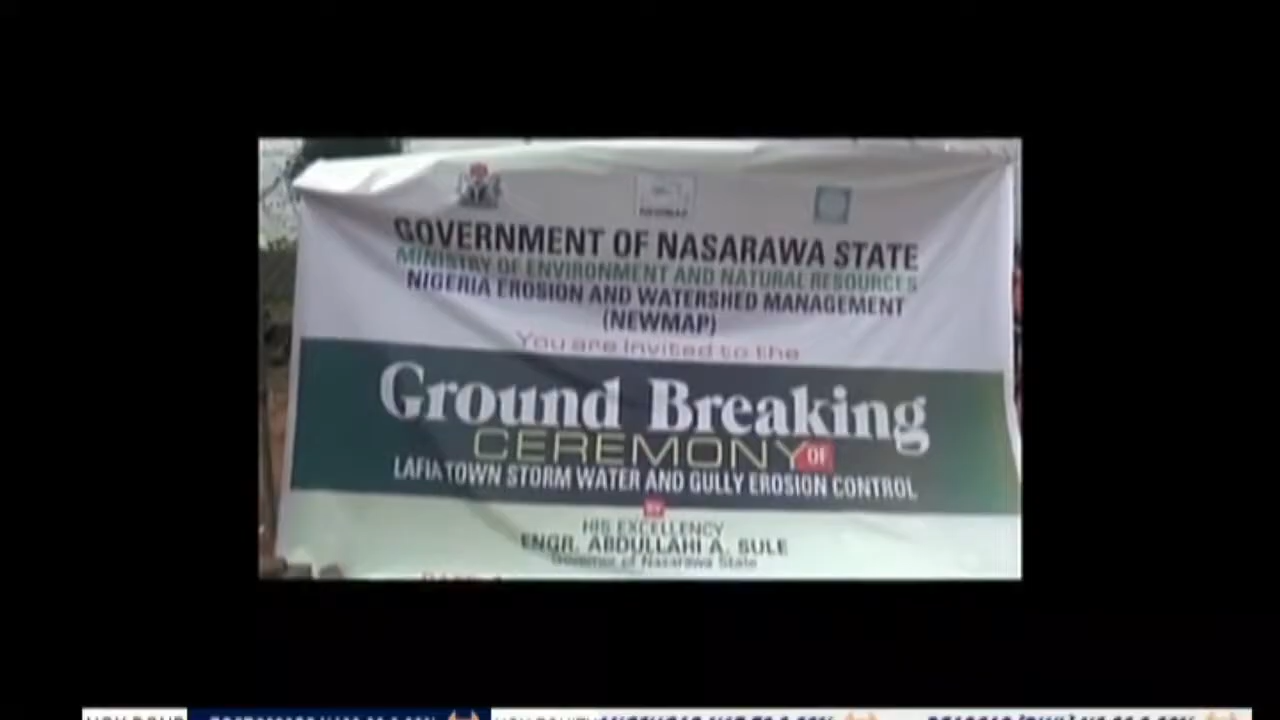 NEWMAP
GOVERNMENT OF NASARAWA STATE
MINISTRY OF ENVIRONMENT AND NATURAL RESOURCES
NIGERIA EROSION AND WATERSHED MANAGEMENT
(NEWMAP)
You are Invited to the
Ground Breaking
CEREMONY OF
LAFIA TOWN STORM WATER AND GULLY EROSION CONTROL
BY
HIS EXCELLENCY
ENGR. ABDULLAHI A. SULE
Governor of Nasarawa State